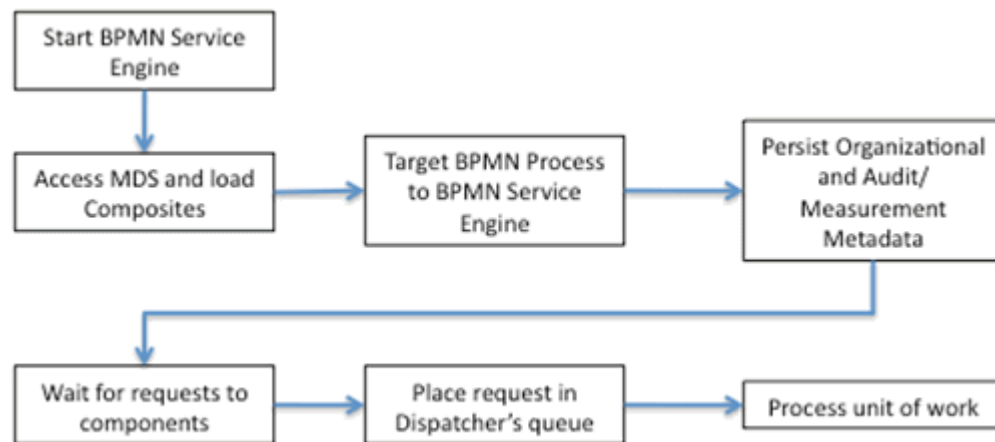 Start BPMN Service
Engine
Access MDS and load
Composites
Target BPMN Process
to BPMN Service
Engine
Persist Organizational
and Audit/
Measurement
Metadata
Wait for requests to
components
Place request in
Dispatcher's queue
Process unit of work